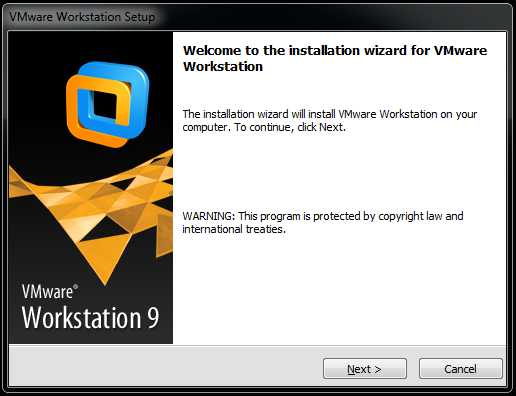 VMware Workstation Setup
Welcome to the installation wizard for VMware
Workstation
The installation wizard will install VMware Workstation on your
computer. To continue, click Next.
WARNING: This program is protected by copyright law and
international treaties.
VMware®
Workstation 9
Next >
Cancel